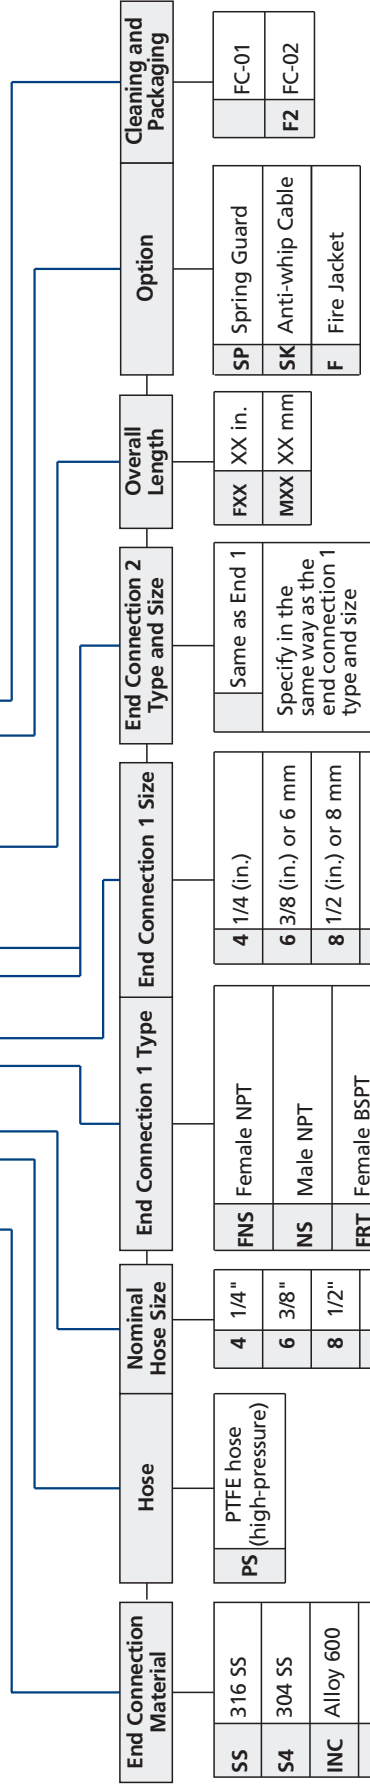 End Connection
Material
SS 316 SS
S4 304 SS
INC Alloy 600
Hose
PS PTFE hose
(high-pressure)
Nominal
Hose Size
4 1/4"
6 3/8"
8 1/2"
End Connection 1 Type
FNS Female NPT
NS Male NPT
FRT Female BSPT
End Connection 1 Size
4 1/4 (in.)
6 3/8 (in.) or 6 mm
8 1/2 (in.) or 8 mm
End Connection 2
Type and Size
Same as End 1
Specify in the
same way as the
end connection 1
type and size
Overall
Length
FXX XX in.
MXX XX mm
Option
SP Spring Guard
SK Anti-whip Cable
F Fire Jacket
Cleaning and
Packaging
FC-01
F2 FC-02